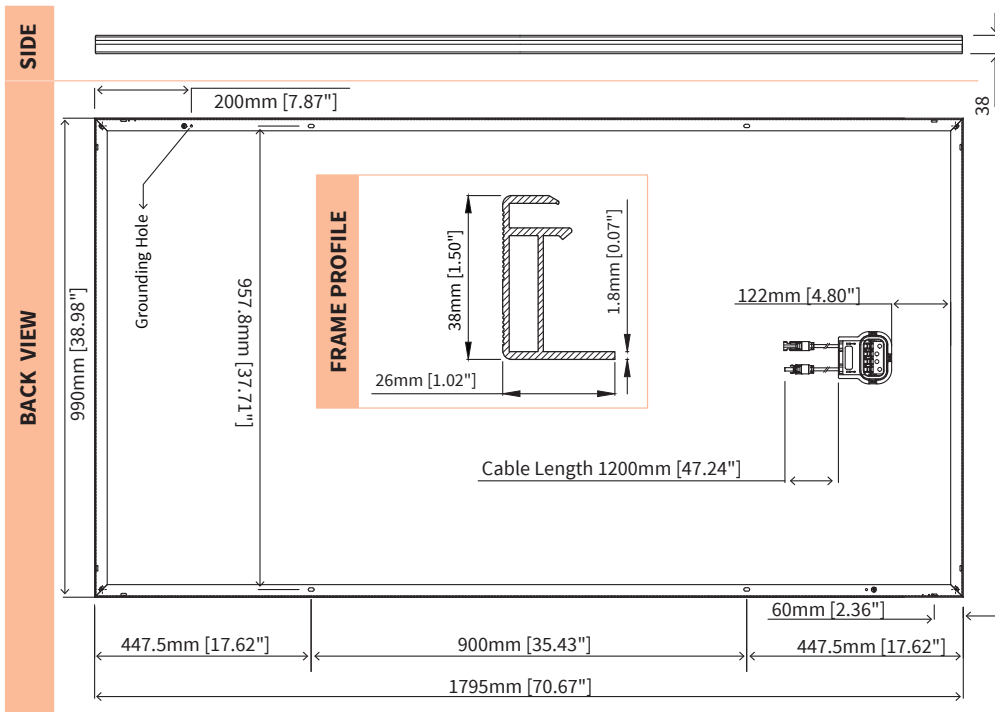 SIDE
38
200mm [7.87"]
Grounding Hole
BACK VIEW
990mm [38.98"]
957.8mm [37.71"]
FRAME PROFILE
38mm [1.50"]
1.8mm [0.07"]
26mm [1.02"]
122mm [4.80"]
Cable Length 1200mm [47.24"]
60mm [2.36"]
447.5mm [17.62"]
900mm [35.43"]
447.5mm [17.62"]
1795mm [70.67"]